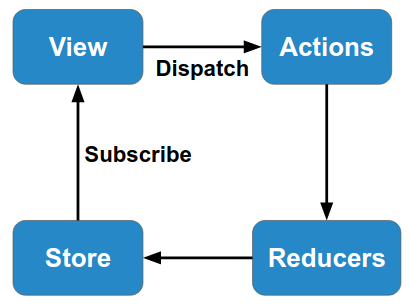 View
Actions
Dispatch
Subscribe
Store
Reducers